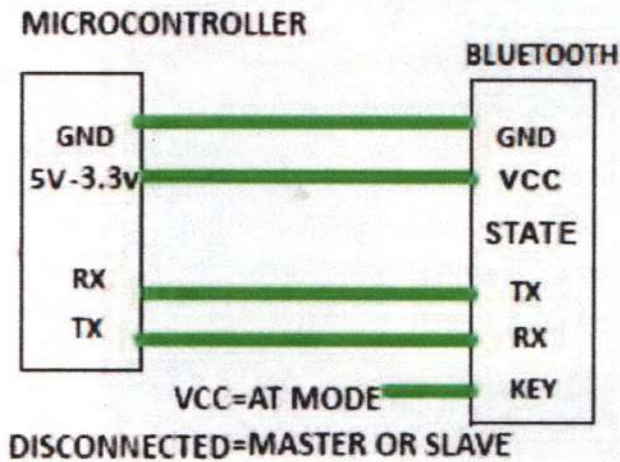 MICROCONTROLLER
BLUETOOTH
GND
GND
5V-3.3v
VCC
STATE
RX
TX
TX
RX
VCC=AT MODE
KEY
DISCONNECTED=MASTER OR SLAVE